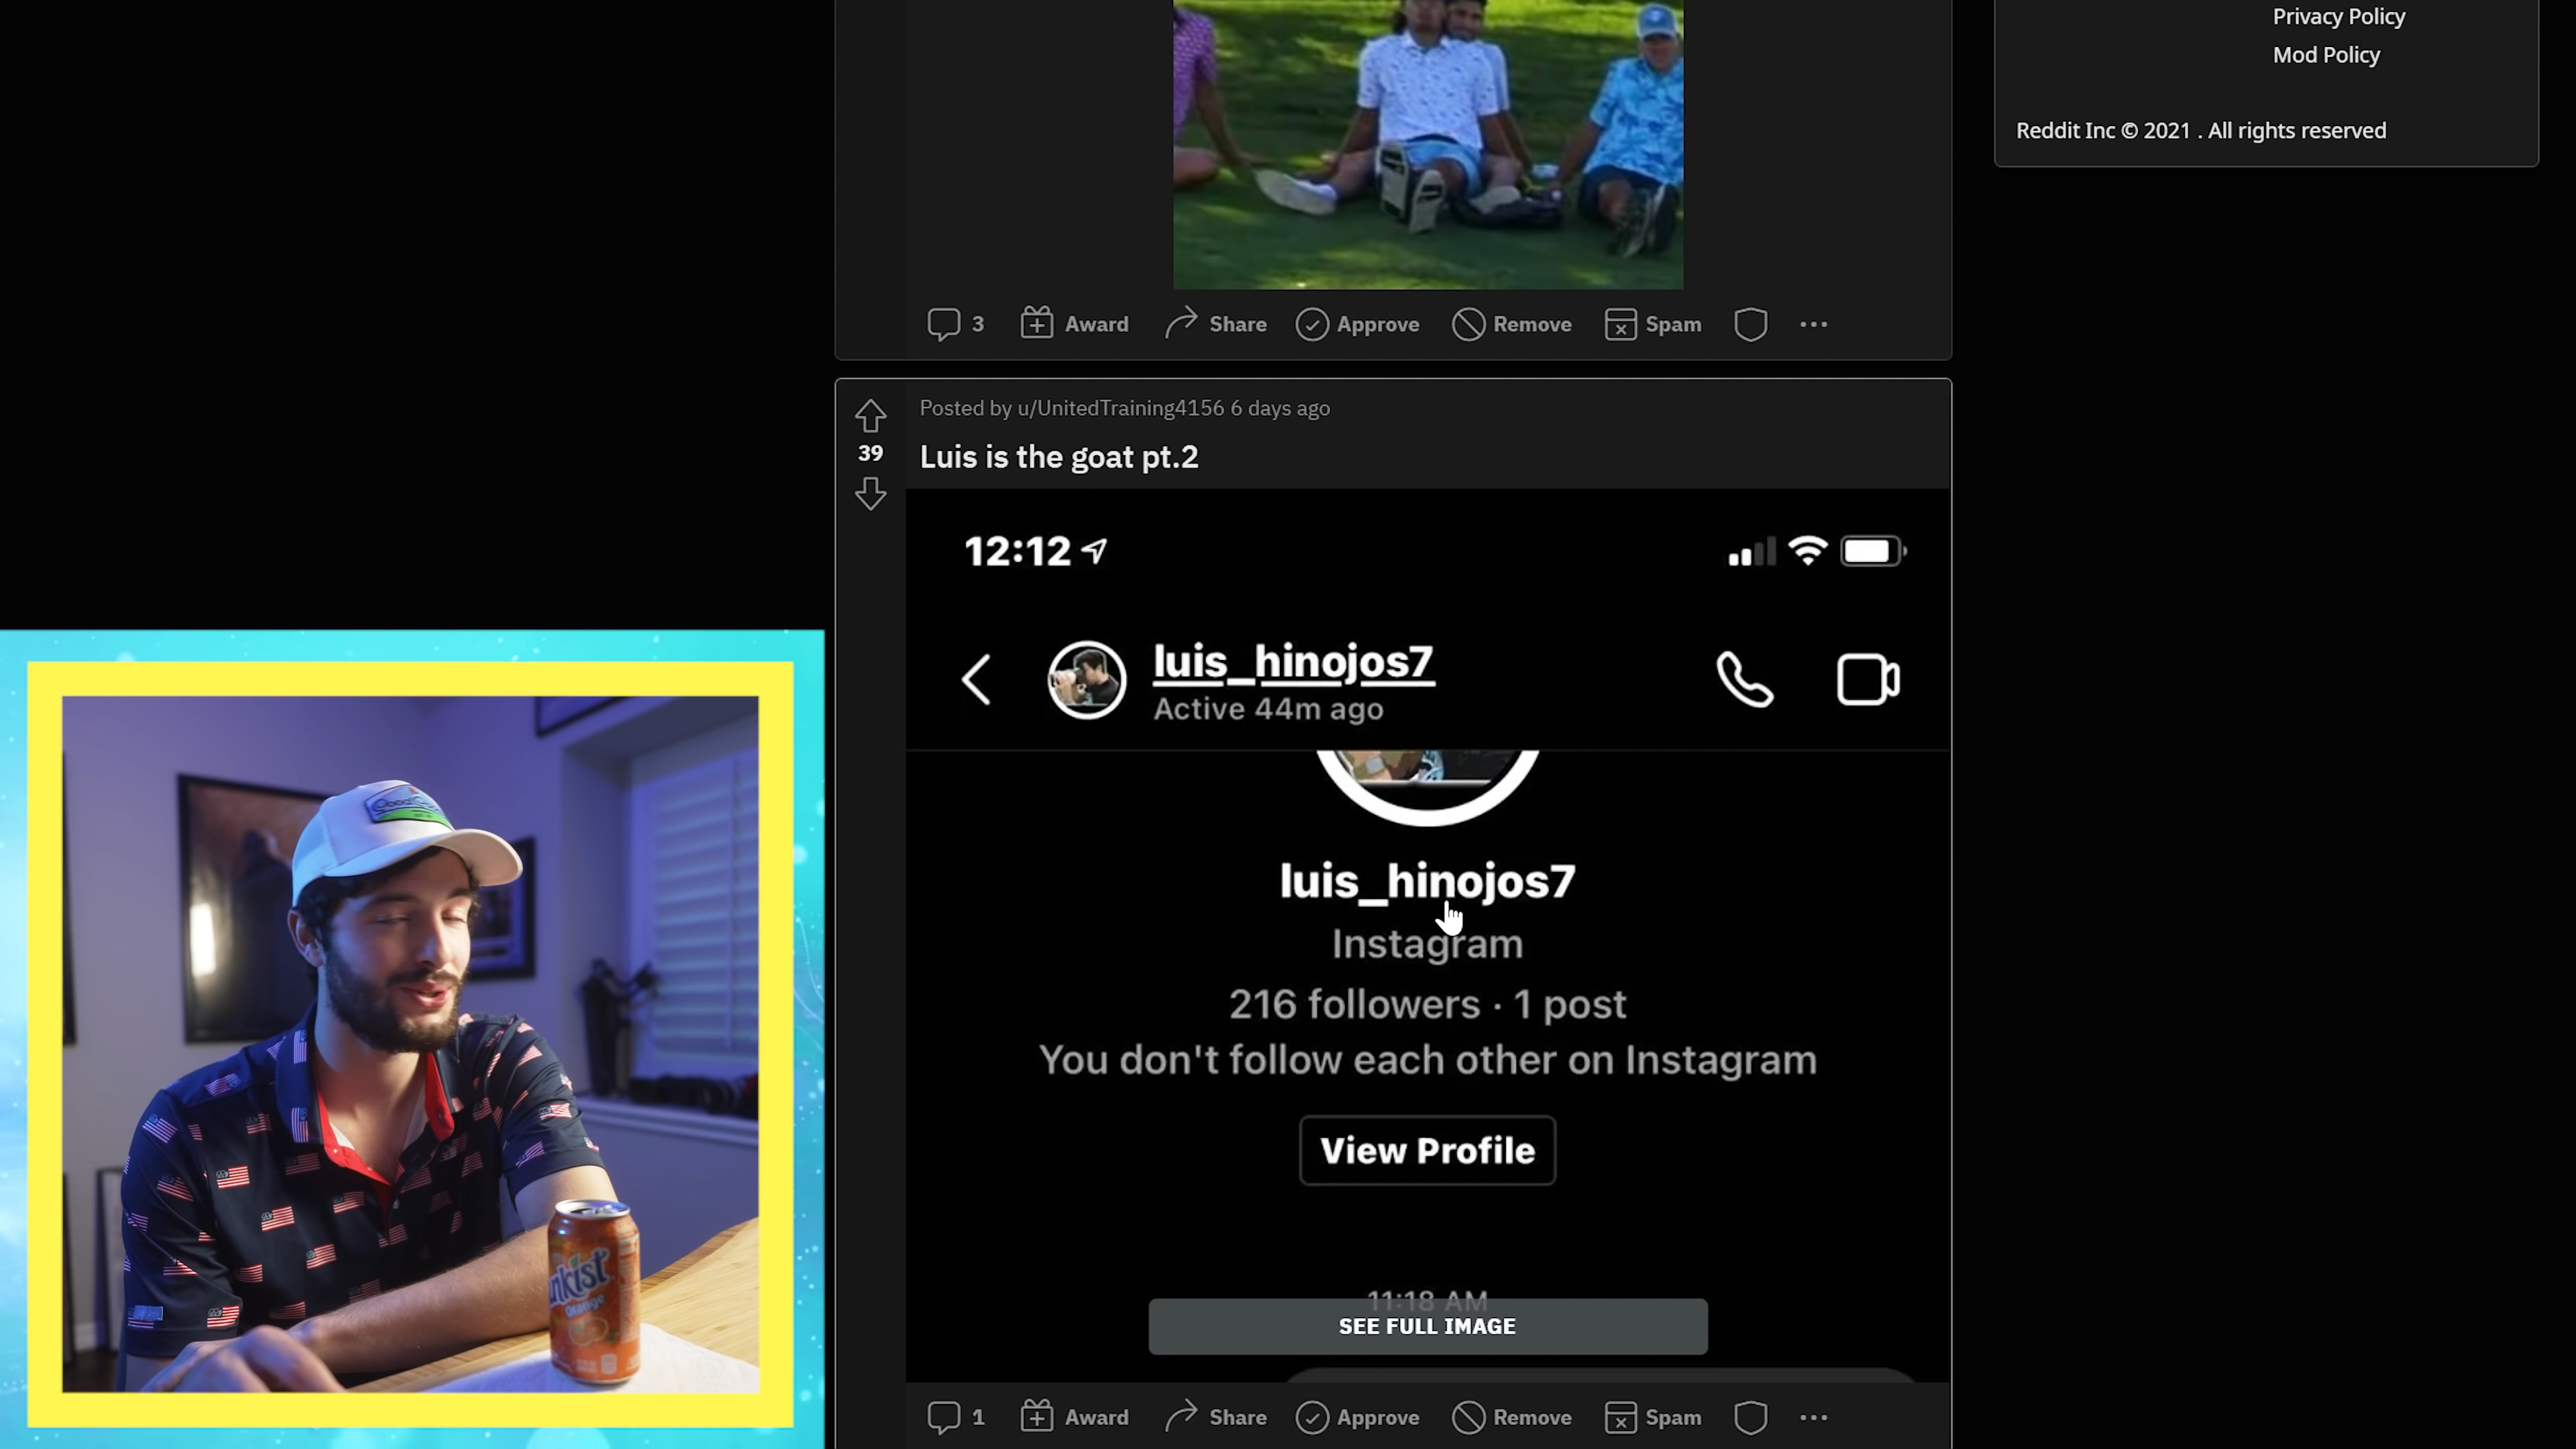 Privacy Policy
Mod Policy
Reddit Inc © 2021 . All rights reserved
3 Award Share Approve Remove Spam
Posted by u/UnitedTraining4156 6 days ago
39
Luis is the goat pt.2
12:12
luis_hinojos7
Active 44m ago
luis_hinojos7
Instagram
216 followers · 1 post
You don't follow each other on Instagram
View Profile
11:18 AM
SEE FULL IMAGE
1 Award Share Approve Remove Spam
Orange